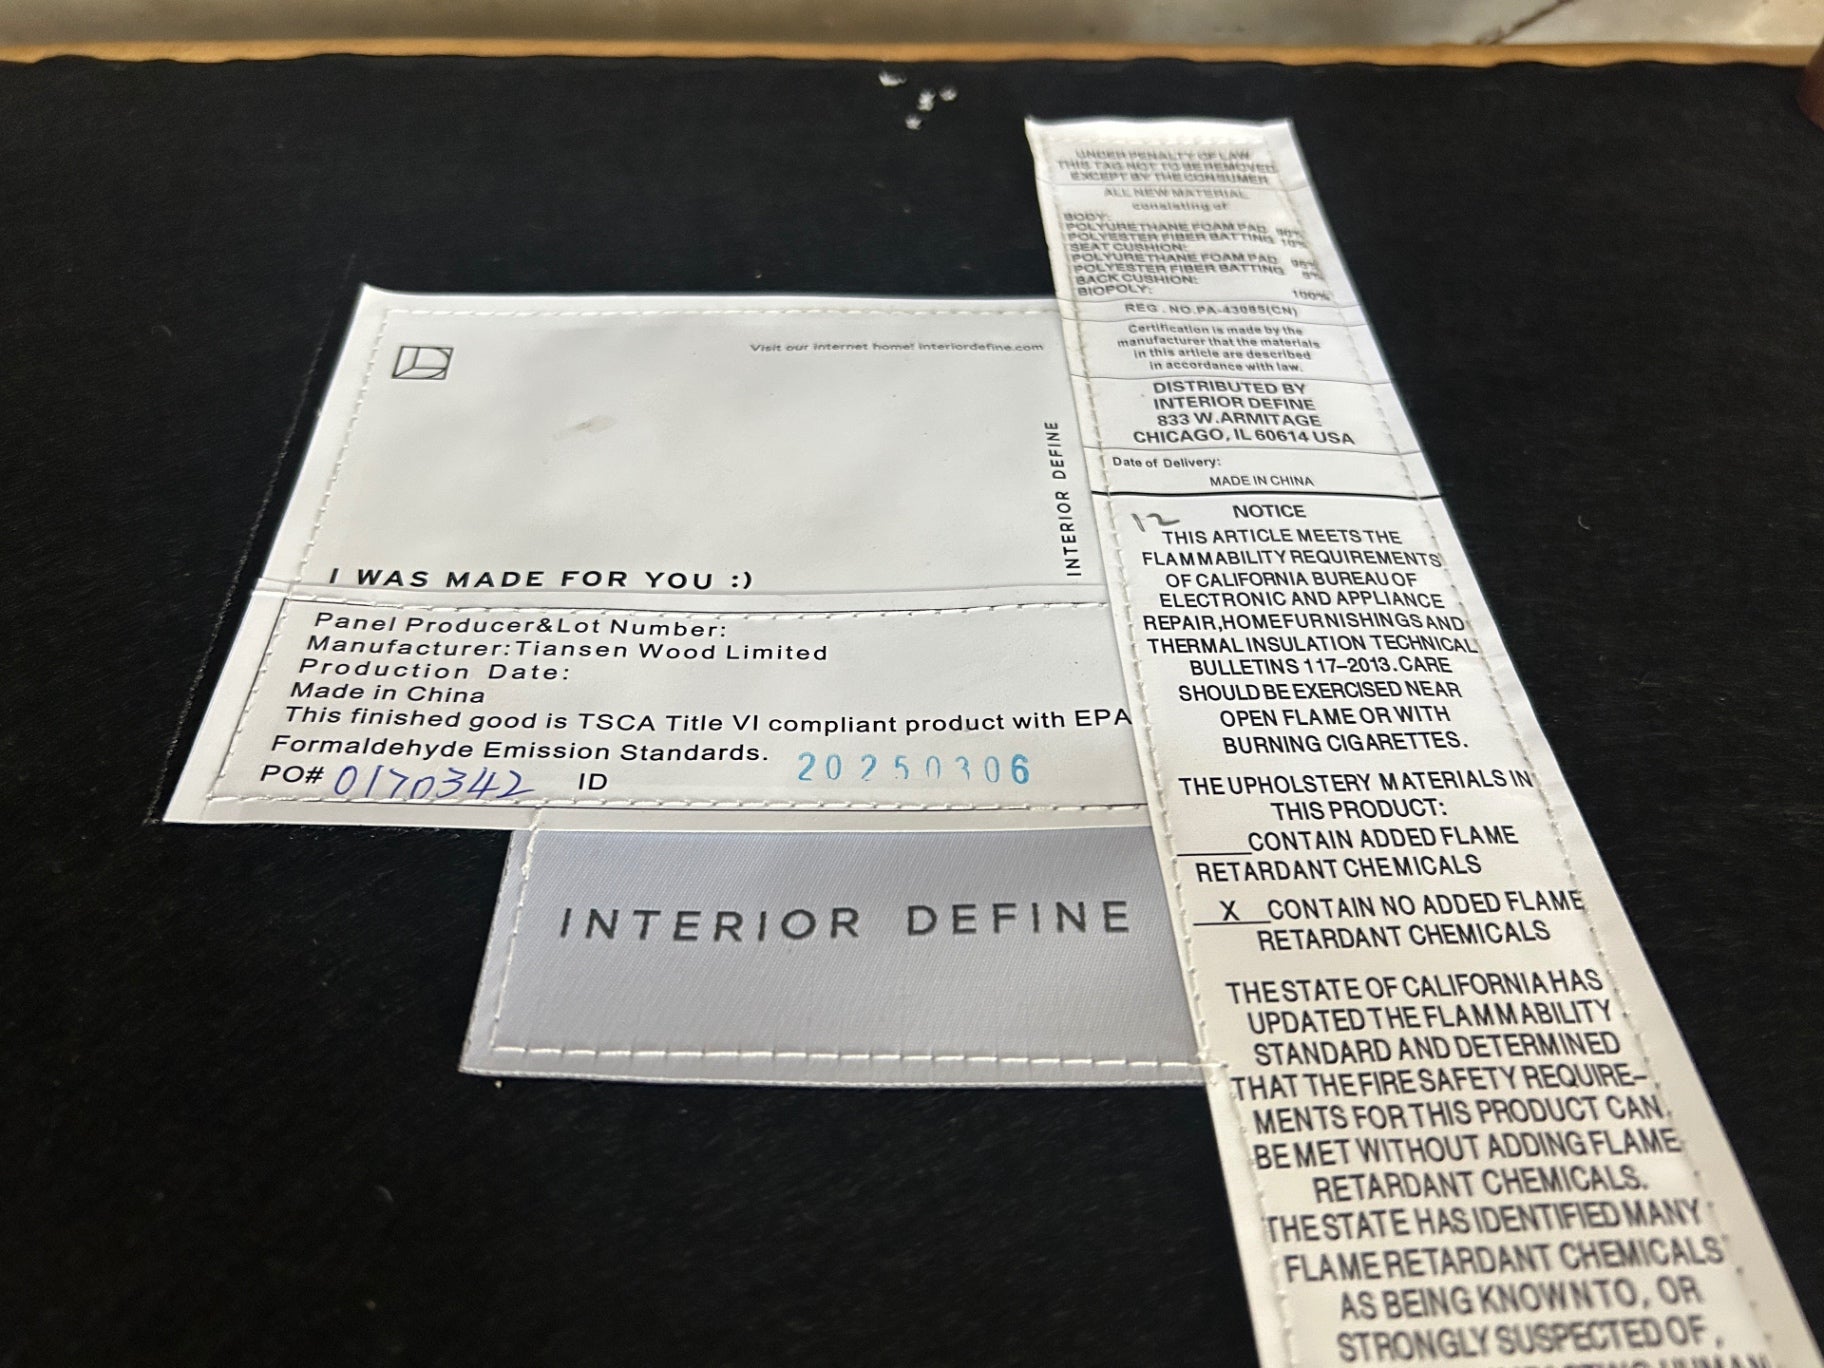 Visit our internet home! interiordefine.com
INTERIOR DEFINE
I WAS MADE FOR YOU :)
Panel Producer&Lot Number:
Manufacturer:Tiansen Wood Limited
Production Date:
Made in China
This finished good is TSCA Title VI compliant product with EPA
Formaldehyde Emission Standards. 20250306
PO# 0170342 ID
INTERIOR DEFINE
UNDER PENALTY OF LAW
THIS TAG NOT TO BE REMOVED
EXCEPT BY THE CONSUMER
ALL NEW MATERIAL
consisting of
BODY:
POLYURETHANE FOAM PAD 90%
POLYESTER FIBER BATTING 10%
SEAT CUSHION:
POLYURETHANE FOAM PAD
POLYESTER FIBER BATTING
BACK CUSHION:
BIOPOLY: 100%
REG. NO.PA-43085(CN)
Certification is made by the
manufacturer that the materials
in this article are described
in accordance with law.
DISTRIBUTED BY
INTERIOR DEFINE
833 W.ARMITAGE
CHICAGO, IL 60614 USA
Date of Delivery:
MADE IN CHINA
12
NOTICE
THIS ARTICLE MEETS THE
FLAMMABILITY REQUIREMENTS
OF CALIFORNIA BUREAU OF
ELECTRONIC AND APPLIANCE
REPAIR,HOMEFURNISHINGS AND
THERMAL INSULATION TECHNICAL
BULLETINS 117-2013.CARE
SHOULD BE EXERCISED NEAR
OPEN FLAME OR WITH
BURNING CIGARETTES.
THE UPHOLSTERY MATERIALS IN
THIS PRODUCT:
_____CONTAIN ADDED FLAME
RETARDANT CHEMICALS
__X__CONTAIN NO ADDED FLAME
RETARDANT CHEMICALS
THE STATE OF CALIFORNIA HAS
UPDATED THE FLAMMABILITY
STANDARD AND DETERMINED
THAT THE FIRE SAFETY REQUIRE-
MENTS FOR THIS PRODUCT CAN
BE MET WITHOUT ADDING FLAME
RETARDANT CHEMICALS.
THE STATE HAS IDENTIFIED MANY
FLAME RETARDANT CHEMICALS
AS BEING KNOWN TO, OR
STRONGLY SUSPECTED OF,